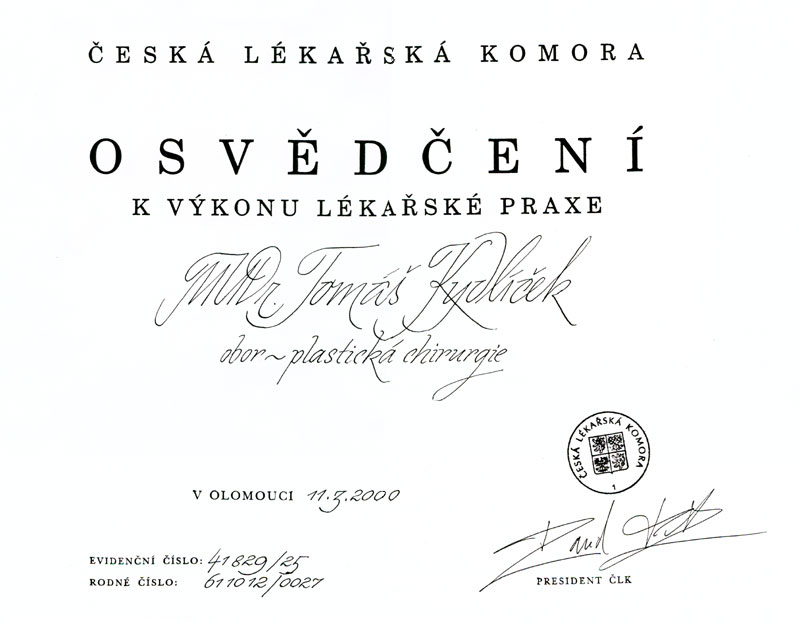 ČESKÁ LÉKAŘSKÁ KOMORA
OSVĚDČENÍ
K VÝKONU LÉKAŘSKÉ PRAXE
MUDr. Tomáš Kydlíček
obor ~ plastická chirurgie
ČESKÁ LÉKAŘSKÁ KOMORA
1
V OLOMOUCI 11.3.2000
EVIDENČNÍ ČÍSLO: 41829/25
RODNÉ ČÍSLO: 611012/0027
PRESIDENT ČLK